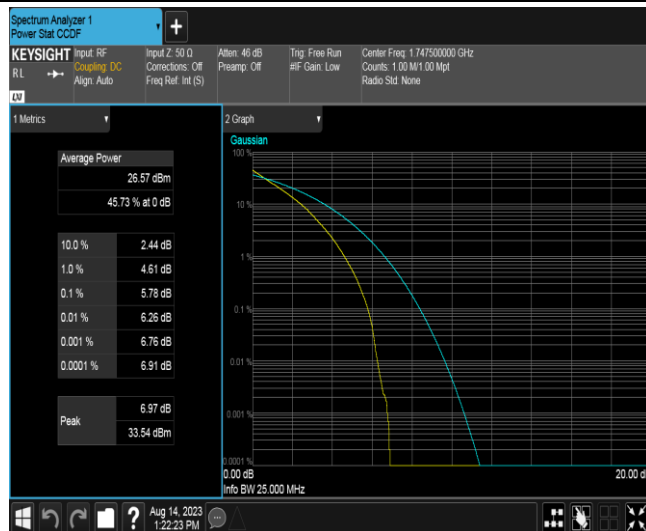 Spectrum Analyzer 1
Power Stat CCDF
+
KEYSIGHT
RL
Input: RF
Coupling: DC
Align: Auto
Input Z: 50 Ω
Corrections: Off
Freq Ref: Int (S)
Atten: 46 dB
Preamp: Off
Trig: Free Run
#IF Gain: Low
Center Freq: 1.747500000 GHz
Counts: 1.00 M/1.00 Mpt
Radio Std: None
1 Metrics
Average Power
26.57 dBm
45.73 % at 0 dB
10.0 % 2.44 dB
1.0 % 4.61 dB
0.1 % 5.78 dB
0.01 % 6.26 dB
0.001 % 6.76 dB
0.0001 % 6.91 dB
Peak
6.97 dB
33.54 dBm
2 Graph
Gaussian
100 %
10 %
1 %
0.1 %
0.01 %
0.001 %
0.0001 %
0.00 dB
20.00 d
Info BW 25.000 MHz
?
Aug 14, 2023
1:22:23 PM